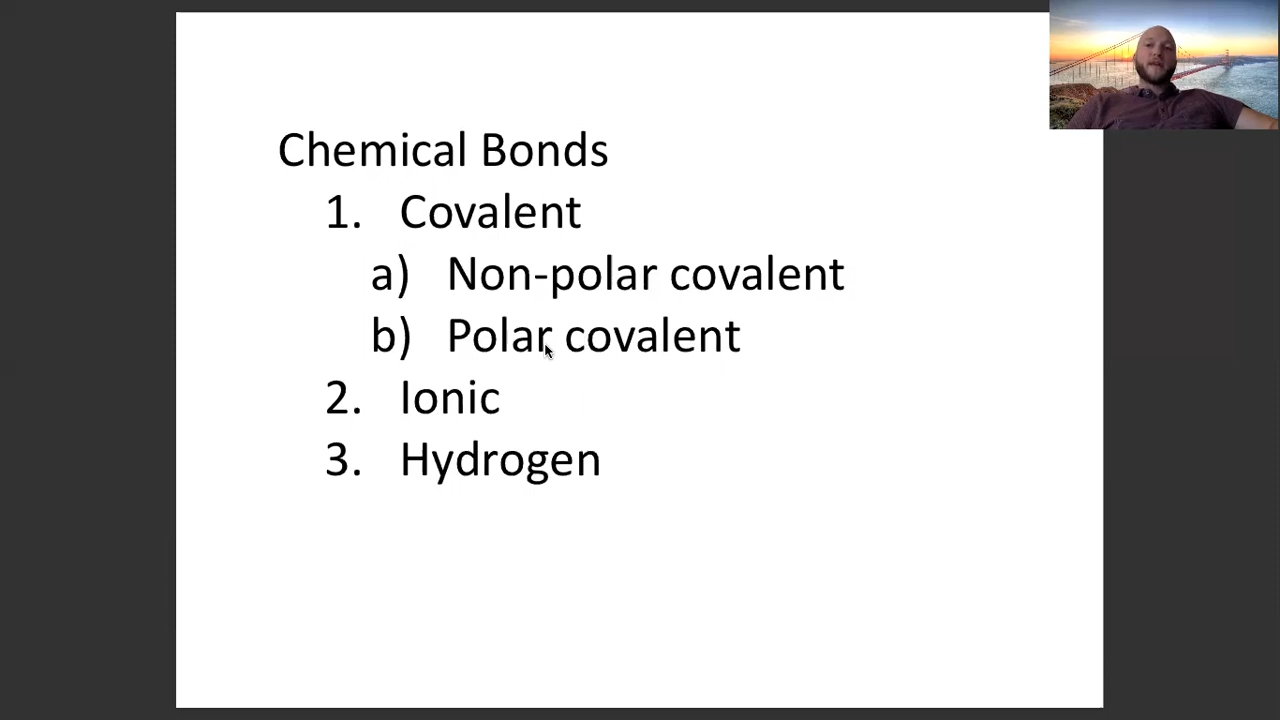 Chemical Bonds
1. Covalent
a) Non-polar covalent
b) Polar covalent
2. Ionic
3. Hydrogen